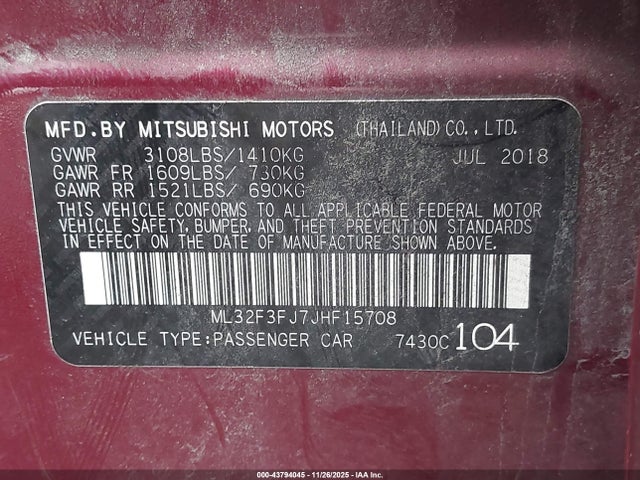 MFD.BY MITSUBISHI MOTORS (THAILAND)CO.,LTD.
GVWR 3108LBS/1410KG JUL 2018
GAWR FR 1609LBS/ 730KG
GAWR RR 1521LBS/ 690KG
THIS VEHICLE CONFORMS TO ALL APPLICABLE FEDERAL MOTOR
VEHICLE SAFETY, BUMPER, AND THEFT PREVENTION STANDARDS
IN EFFECT ON THE DATE OF MANUFACTURE SHOWN ABOVE.
ML32F3FJ7JHF15708
VEHICLE TYPE:PASSENGER CAR 7430C 104
000-43794045 - 11/26/2025 - IAA Inc.